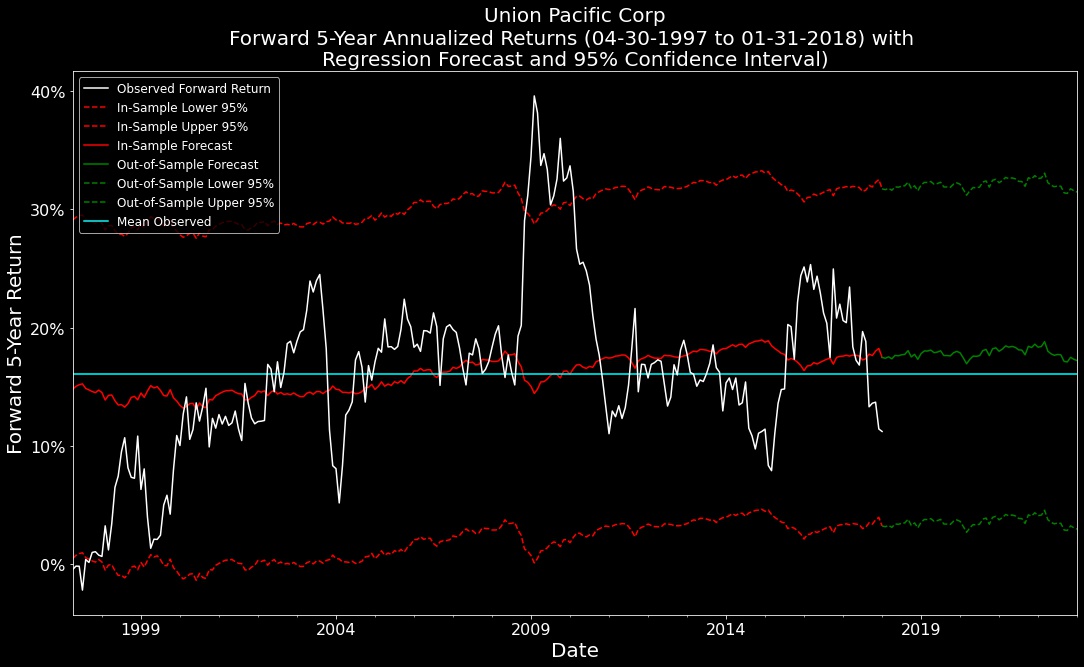 Union Pacific Corp
Forward 5-Year Annualized Returns (04-30-1997 to 01-31-2018) with
Regression Forecast and 95% Confidence Interval)
Observed Forward Return
In-Sample Lower 95%
In-Sample Upper 95%
In-Sample Forecast
Out-of-Sample Forecast
Out-of-Sample Lower 95%
Out-of-Sample Upper 95%
Mean Observed
Forward 5-Year Return
40%
30%
20%
10%
0%
1999
2004
2009
2014
2019
Date